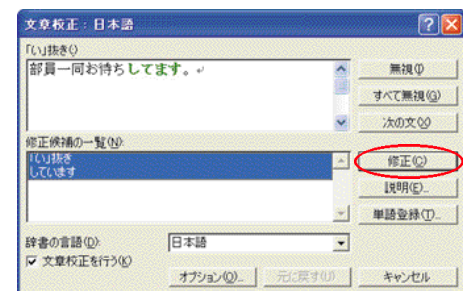 文章校正：日本語
「い」抜き()
部員一同お待ちしてます。↵
無視(I)
すべて無視(G)
次の文(X)
修正候補の一覧(N):
「い」抜き
しています
修正(C)
説明(E)...
単語登録(T)...
辞書の言語(D):
日本語
文章校正を行う(K)
オプション(O)...
元に戻す(U)
キャンセル